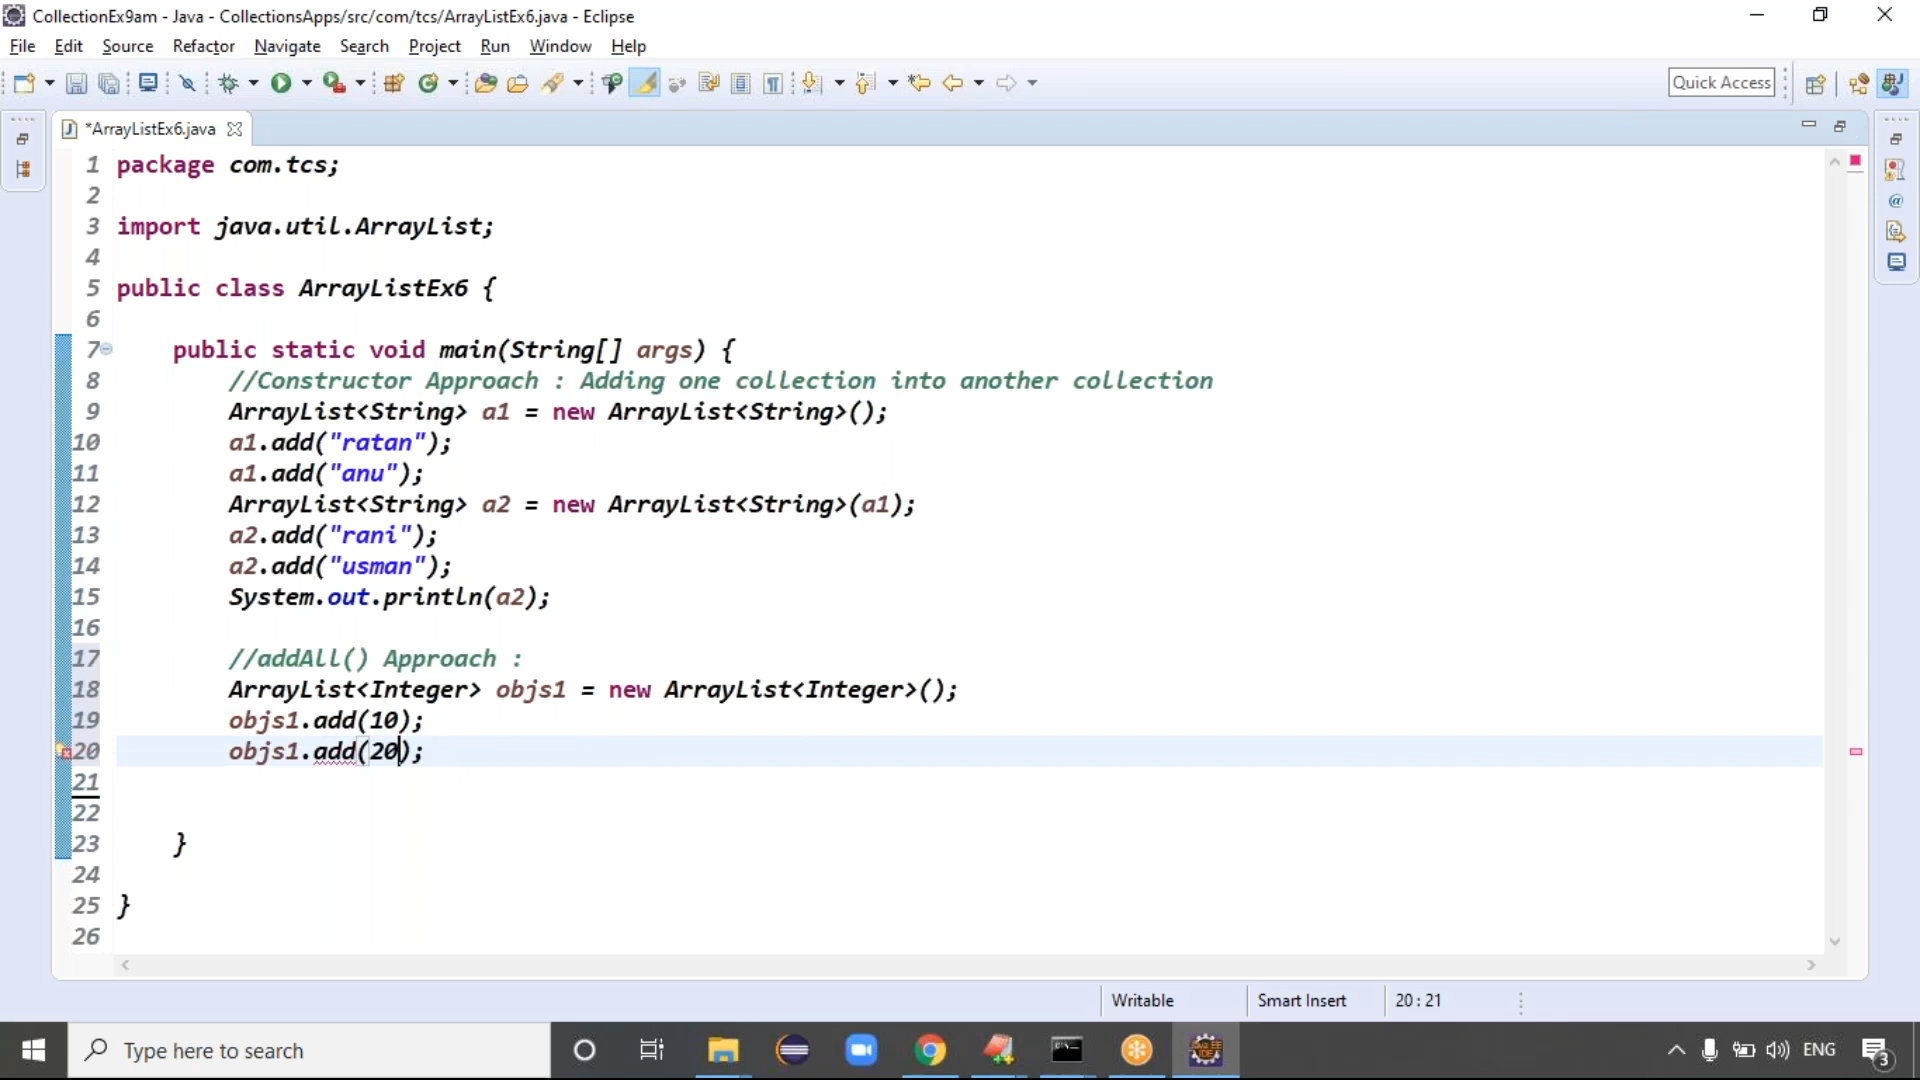 CollectionEx9am - Java - CollectionsApps/src/com/tcs/ArrayListEx6.java - Eclipse
File Edit Source Refactor Navigate Search Project Run Window Help
Quick Access
*ArrayListEx6.java
1 package com.tcs;
2
3 import java.util.ArrayList;
4
5 public class ArrayListEx6 {
6
7 public static void main(String[] args) {
8 //Constructor Approach : Adding one collection into another collection
9 ArrayList<String> a1 = new ArrayList<String>();
10 a1.add("ratan");
11 a1.add("anu");
12 ArrayList<String> a2 = new ArrayList<String>(a1);
13 a2.add("rani");
14 a2.add("usman");
15 System.out.println(a2);
16
17 //addAll() Approach :
18 ArrayList<Integer> objs1 = new ArrayList<Integer>();
19 objs1.add(10);
20 objs1.add(20);
21
22
23 }
24
25 }
26
Writable Smart Insert 20 : 21
Type here to search
ENG
3